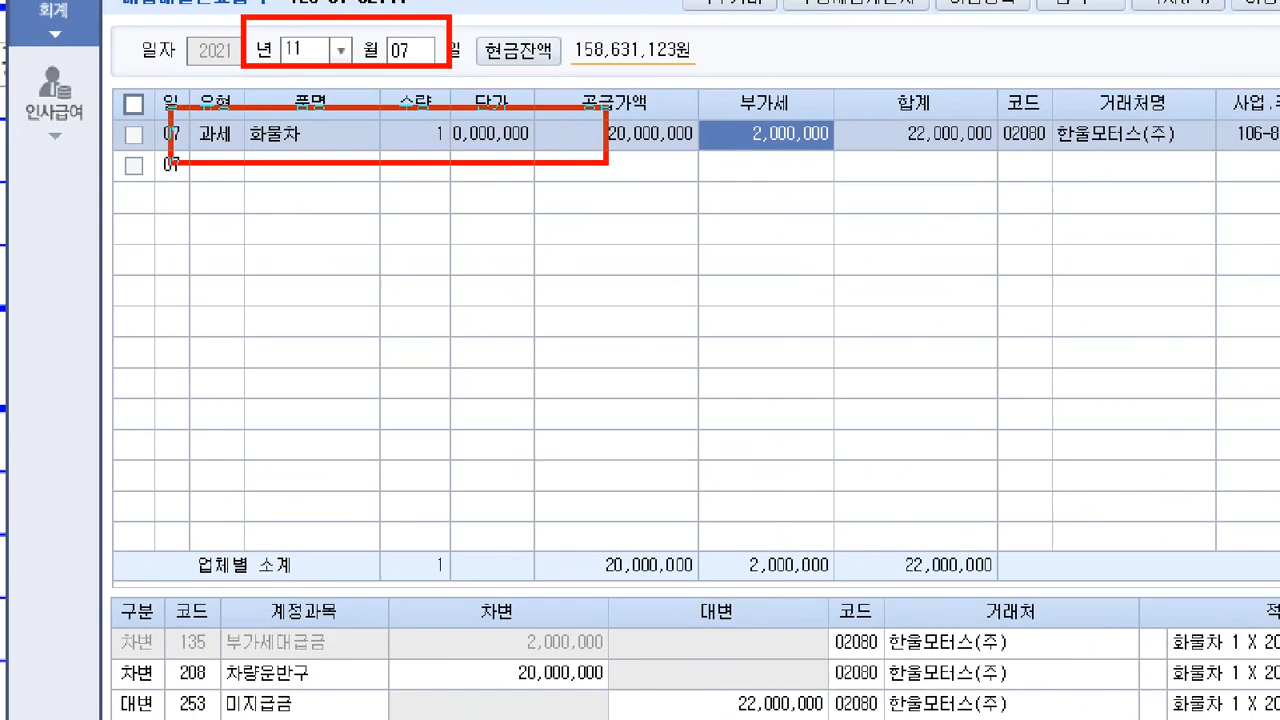 회계
일자 2021 년 11 월 07 일 현금잔액 158,631,123원
인사급여
일 유형 품명 수량 단가 공급가액 부가세 합계 코드 거래처명
07 과세 화물차 1 0,000,000 20,000,000 2,000,000 22,000,000 02080 한울모터스(주) 106-8
07
업체별 소계 1 20,000,000 2,000,000 22,000,000
구분 코드 계정과목 차변 대변 코드 거래처 적
차변 135 부가세대급금 2,000,000 02080 한울모터스(주) 화물차 1 X 20
차변 208 차량운반구 20,000,000 02080 한울모터스(주) 화물차 1 X 20
대변 253 미지급금 22,000,000 02080 한울모터스(주) 화물차 1 X 20